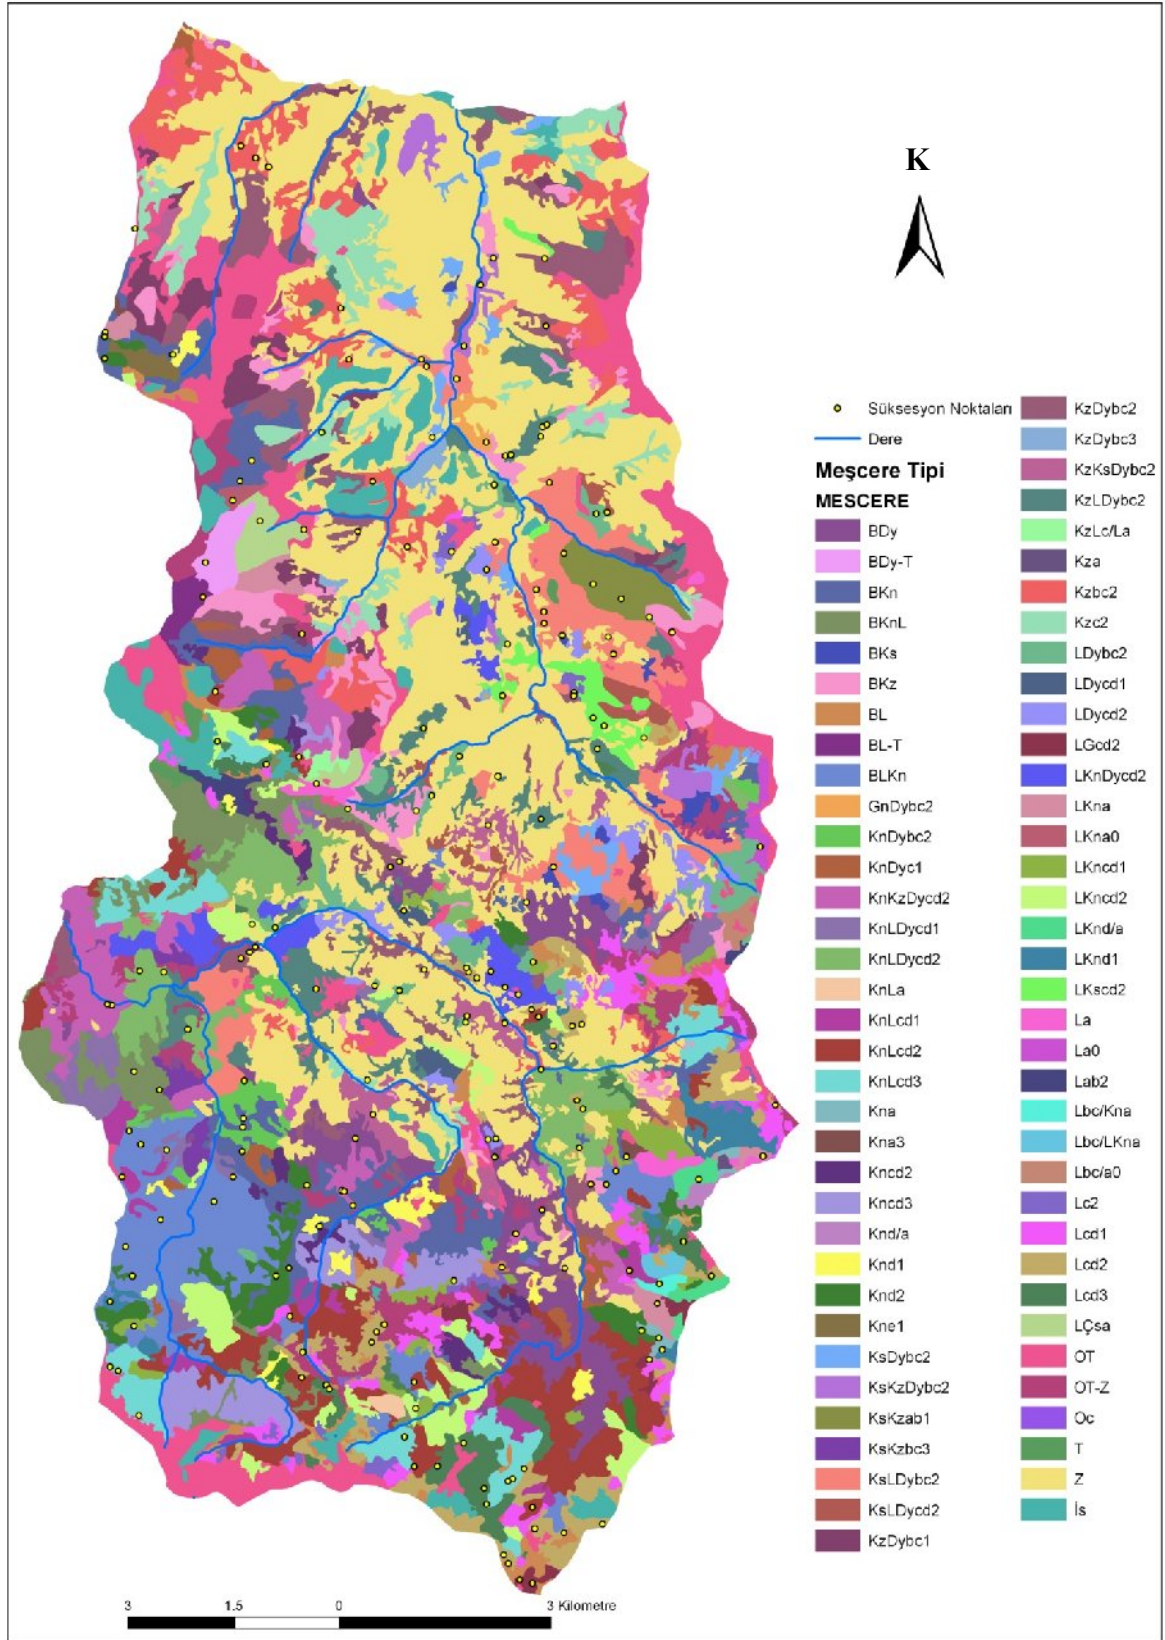 K
Süksesyon Noktaları
Dere
Meşcere Tipi
MESCERE
BDy
BDy-T
BKn
BKnL
BKs
BKz
BL
BL-T
BLKn
GnDybc2
KnDybc2
KnDyc1
KnKzDycd2
KnLDycd1
KnLDycd2
KnLa
KnLcd1
KnLcd2
KnLcd3
Kna
Kna3
Kncd2
Kncd3
Knd/a
Knd1
Knd2
Kne1
KsDybc2
KsKzDybc2
KsKzab1
KsKzbc3
KsLDybc2
KsLDycd2
KzDybc1
KzDybc2
KzDybc3
KzKsDybc2
KzLDybc2
KzLc/La
Kza
Kzbc2
Kzc2
LDybc2
LDycd1
LDycd2
LGcd2
LKnDycd2
LKna
LKna0
LKncd1
LKncd2
LKnd/a
LKnd1
LKscd2
La
La0
Lab2
Lbc/Kna
Lbc/LKna
Lbc/a0
Lc2
Lcd1
Lcd2
Lcd3
LÇsa
OT
OT-Z
Oc
T
Z
İs
3 1.5 0 3 Kilometre